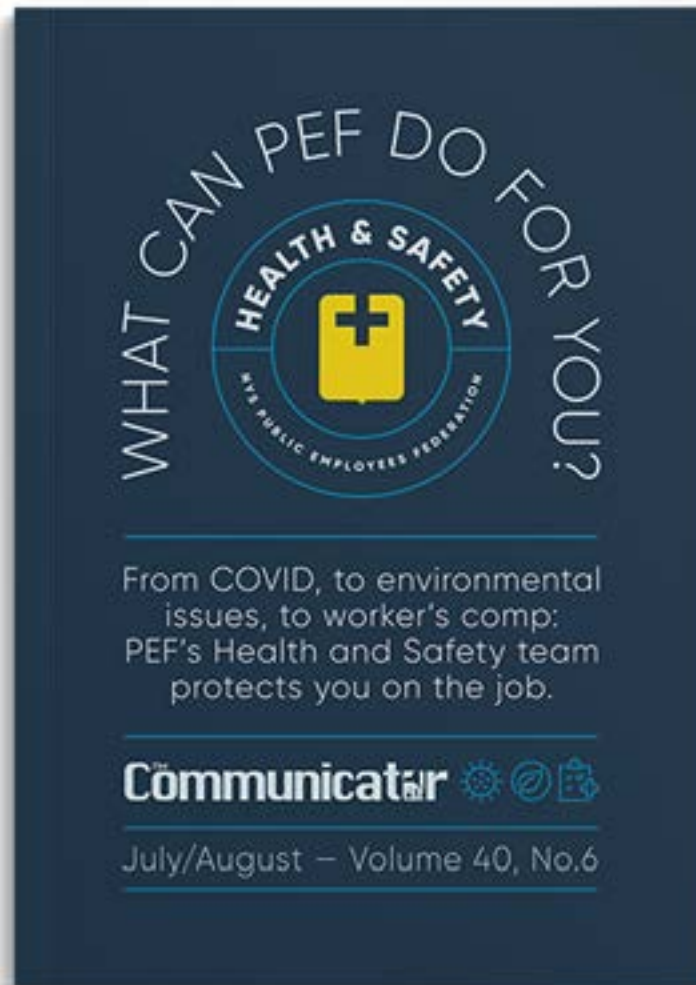 WHAT CAN PEF DO FOR YOU?
HEALTH & SAFETY
NYS PUBLIC EMPLOYEES FEDERATION
From COVID, to environmental
issues, to worker's comp:
PEF's Health and Safety team
protects you on the job.
The Communicator
July/August – Volume 40, No.6